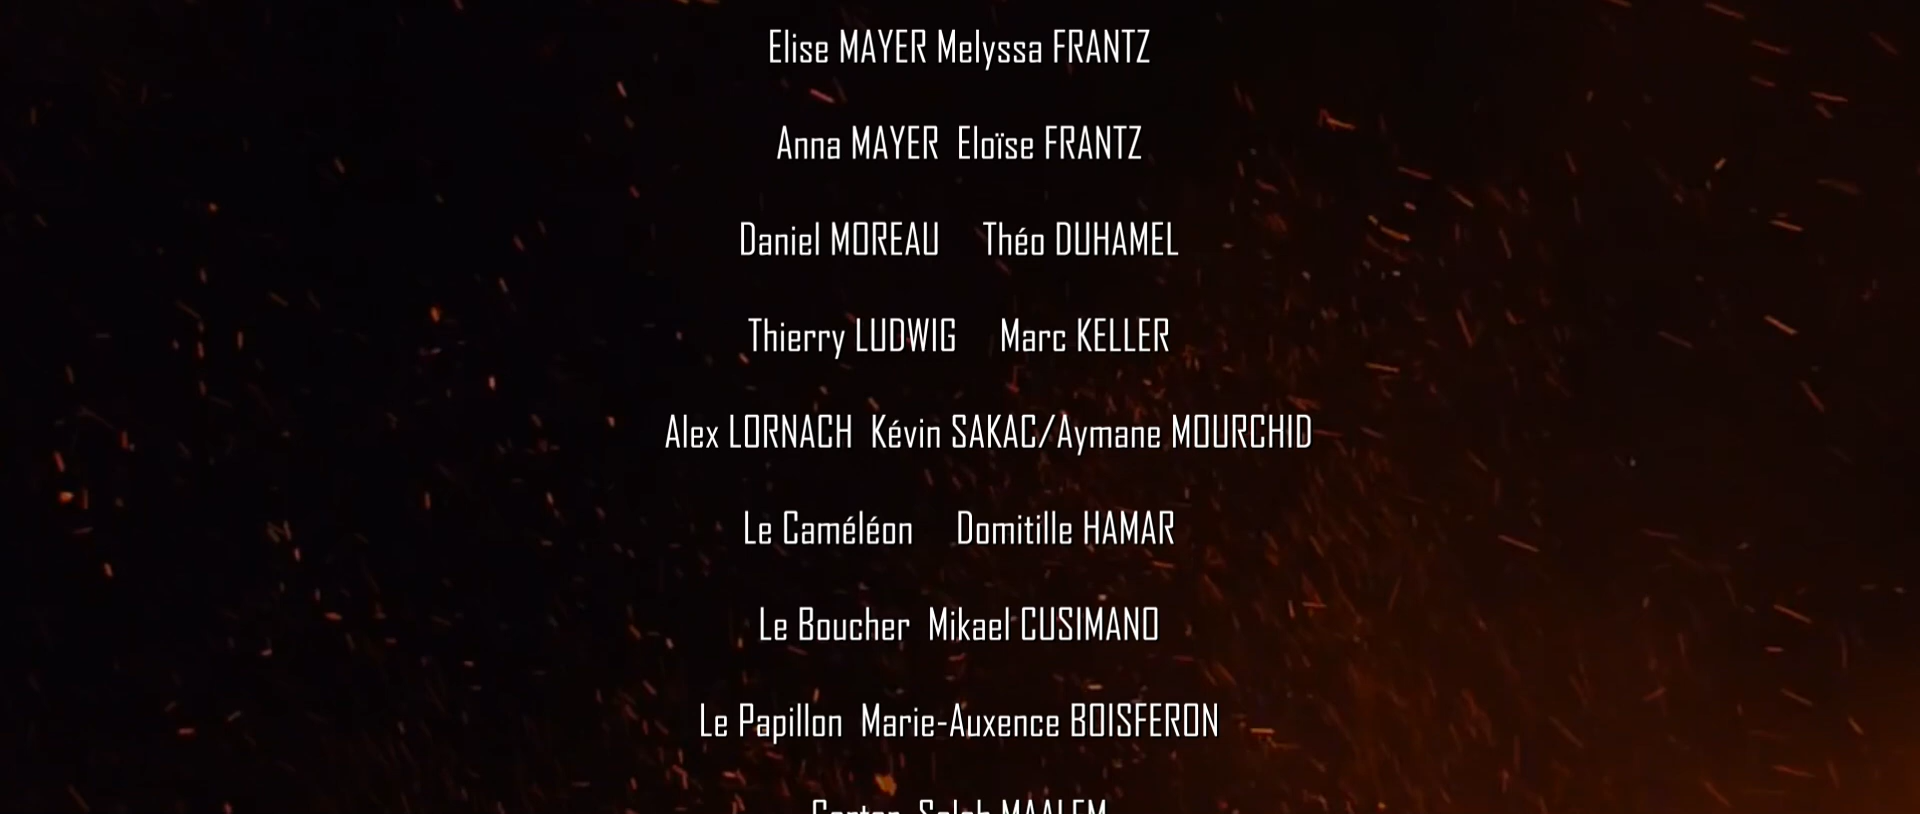 Elise MAYER Melyssa FRANTZ
Anna MAYER Eloïse FRANTZ
Daniel MOREAU Théo DUHAMEL
Thierry LUDWIG Marc KELLER
Alex LORNACH Kévin SAKAC/Aymane MOURCHID
Le Caméléon Domitille HAMAR
Le Boucher Mikael CUSIMANO
Le Papillon Marie-Auxence BOISFERON